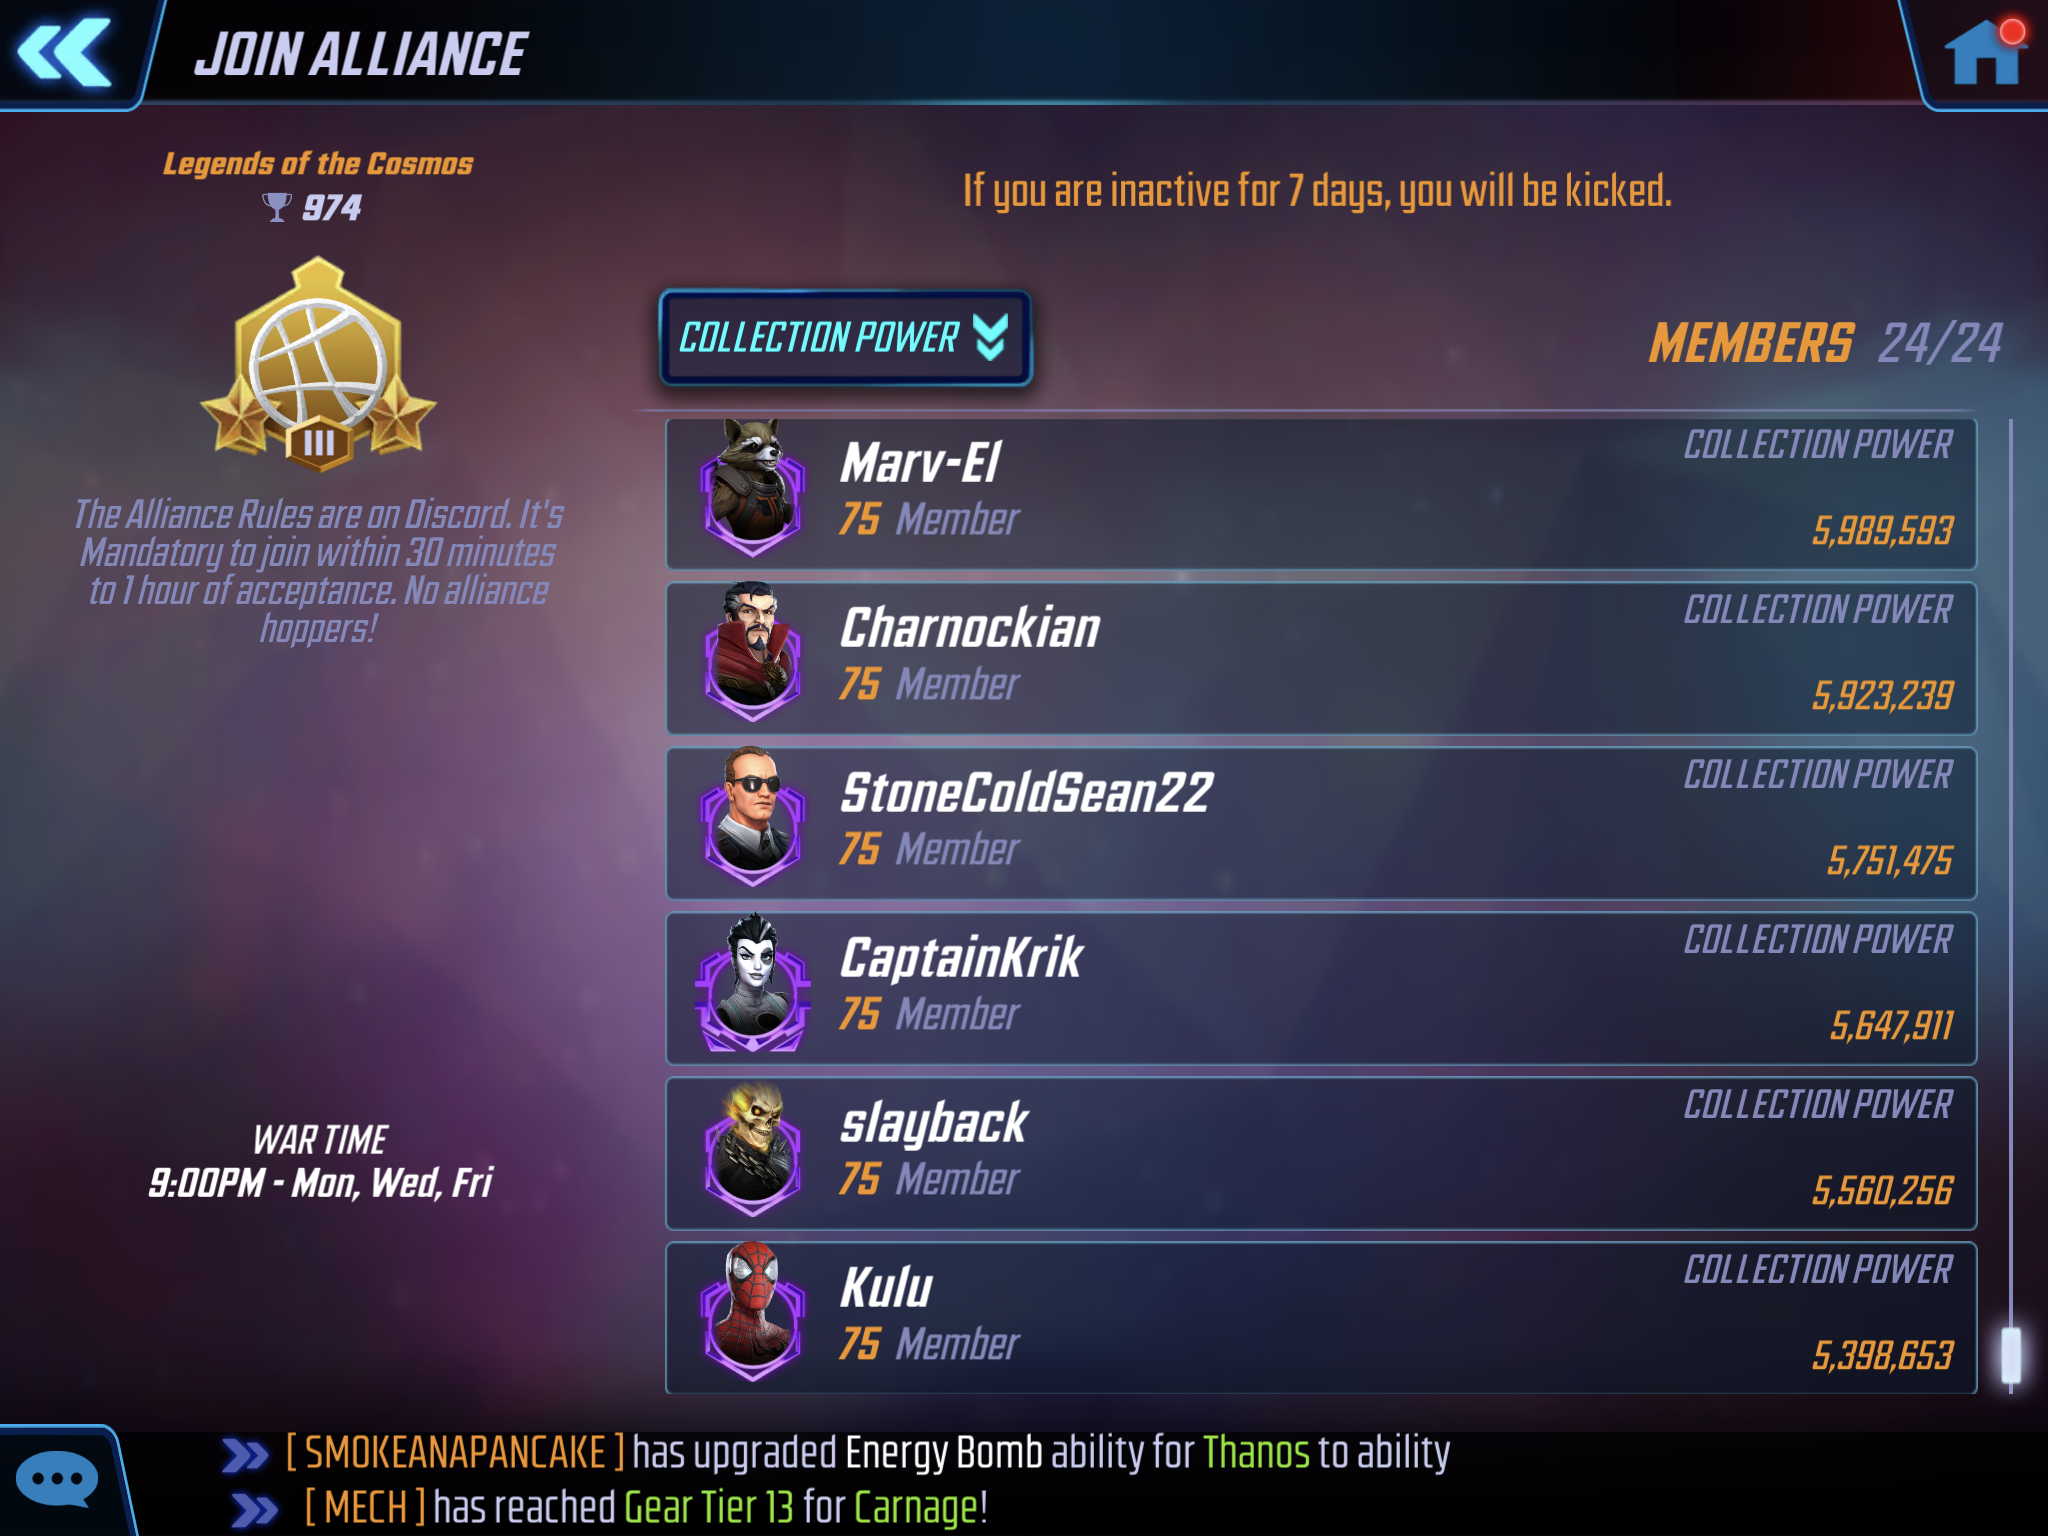 JOIN ALLIANCE
Legends of the Cosmos
974
III
The Alliance Rules are on Discord. It's
Mandatory to join within 30 minutes
to 1 hour of acceptance. No alliance
hoppers!
WAR TIME
9:00PM - Mon, Wed, Fri
If you are inactive for 7 days, you will be kicked.
COLLECTION POWER
MEMBERS 24/24
Marv-El
75 Member
COLLECTION POWER
5,989,593
Charnockian
75 Member
COLLECTION POWER
5,923,239
StoneColdSean22
75 Member
COLLECTION POWER
5,751,475
CaptainKrik
75 Member
COLLECTION POWER
5,647,911
slayback
75 Member
COLLECTION POWER
5,560,256
Kulu
75 Member
COLLECTION POWER
5,398,653
[ SMOKEANAPANCAKE ] has upgraded Energy Bomb ability for Thanos to ability
[ MECH ] has reached Gear Tier 13 for Carnage!